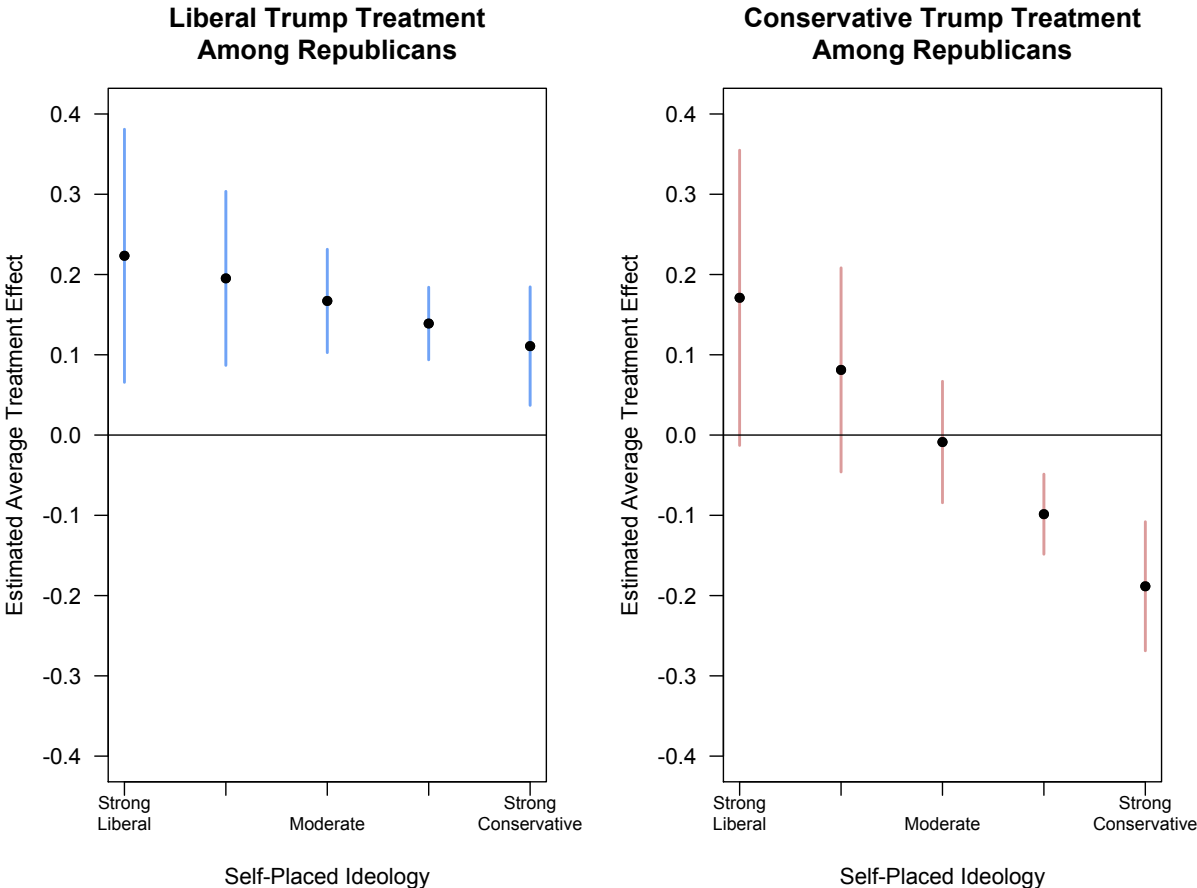 Liberal Trump Treatment
Among Republicans
Estimated Average Treatment Effect
0.4
0.3
0.2
0.1
0.0
-0.1
-0.2
-0.3
-0.4
Strong
Liberal
Moderate
Strong
Conservative
Self-Placed Ideology
Conservative Trump Treatment
Among Republicans
Estimated Average Treatment Effect
0.4
0.3
0.2
0.1
0.0
-0.1
-0.2
-0.3
-0.4
Strong
Liberal
Moderate
Strong
Conservative
Self-Placed Ideology